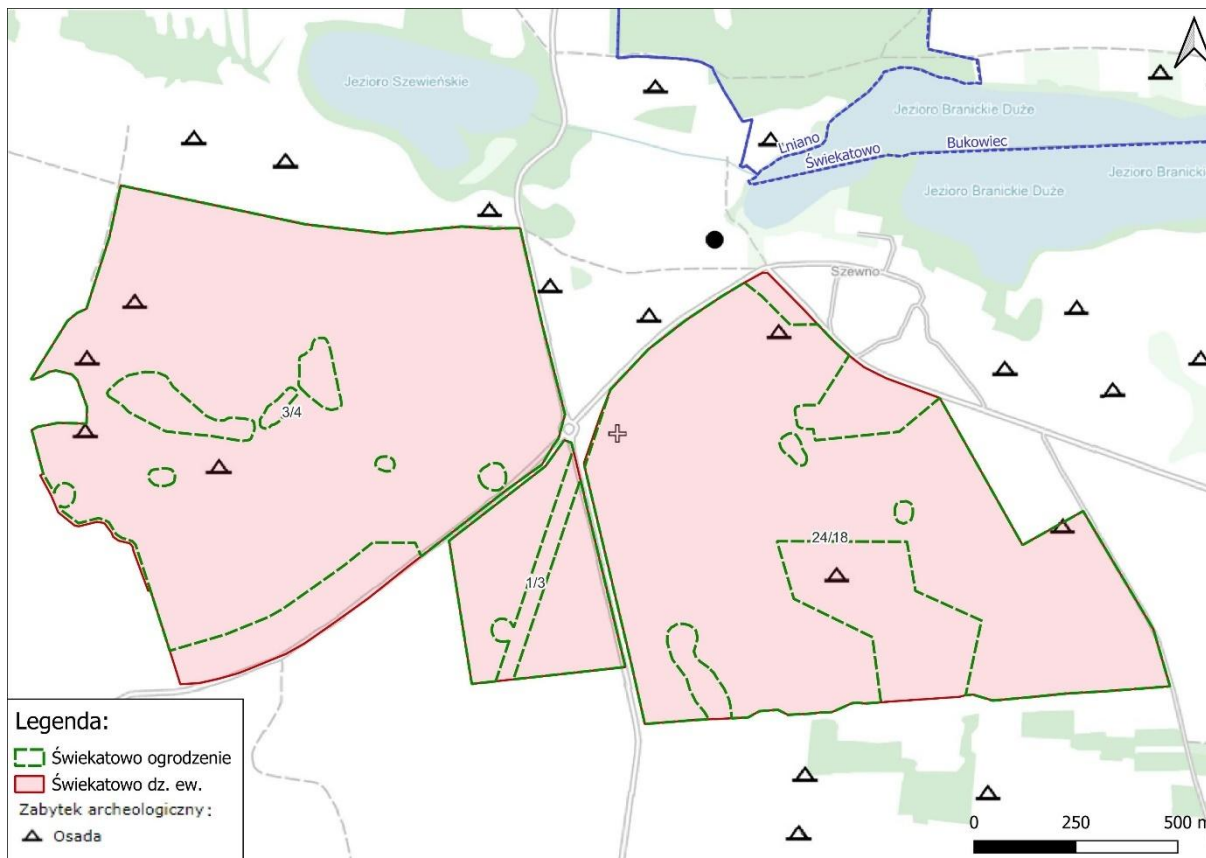 Jezioro Szewieńskie
Jezioro Branickie Duże
Lniano
Świekatowo
Bukowiec
Jezioro Branickie Duże
Jezioro Branicki
Szewno
3/4
24/18
1/3
Legenda:
Świekatowo ogrodzenie
Świekatowo dz. ew.
Zabytek archeologiczny:
Osada
0 250 500 m